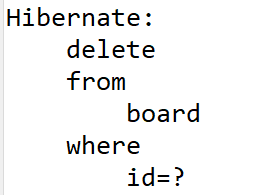 Hibernate:
    delete
    from
        board
    where
        id=?